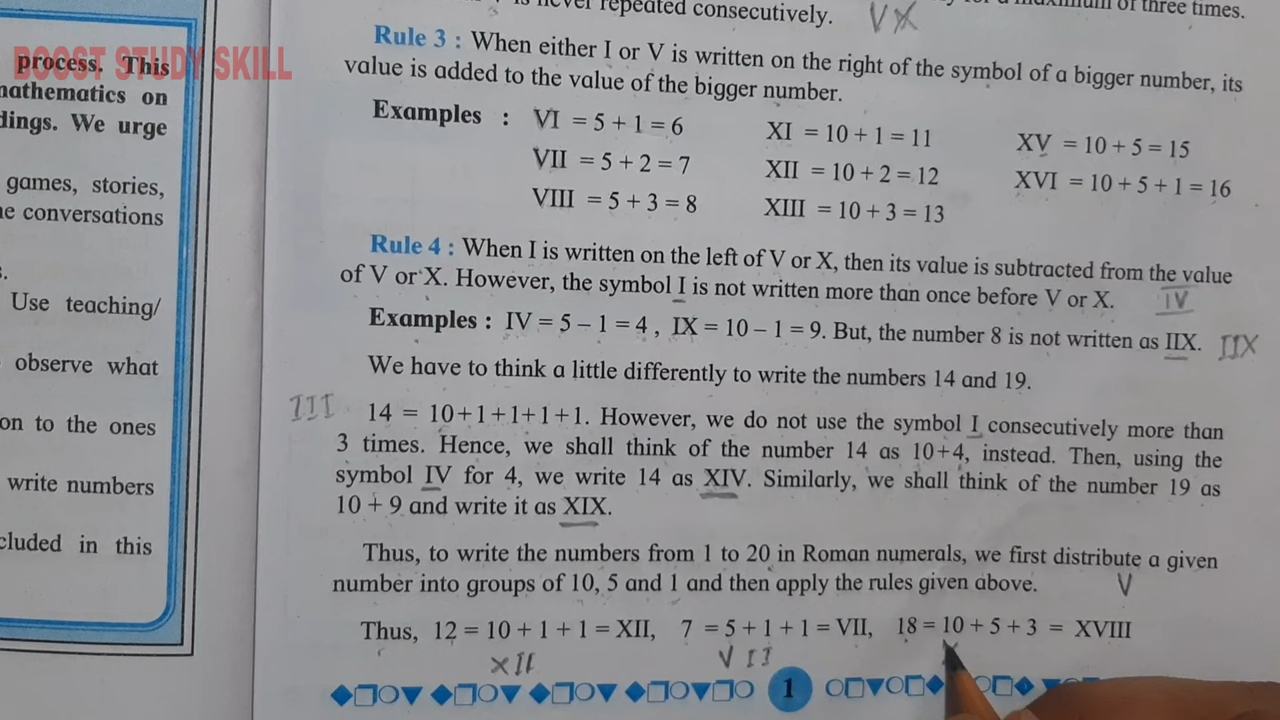 is never repeated consecutively.
for a maximum of three times.
V X
BOOST STUDY SKILL
process. This
mathematics on
dings. We urge
games, stories,
ne conversations
s.
Use teaching/
observe what
on to the ones
write numbers
cluded in this
Rule 3 : When either I or V is written on the right of the symbol of a bigger number, its
value is added to the value of the bigger number.
Examples : VI = 5 + 1 = 6 XI = 10 + 1 = 11 XV = 10 + 5 = 15
VII = 5 + 2 = 7 XII = 10 + 2 = 12 XVI = 10 + 5 + 1 = 16
VIII = 5 + 3 = 8 XIII = 10 + 3 = 13
Rule 4 : When I is written on the left of V or X, then its value is subtracted from the value
of V or X. However, the symbol I is not written more than once before V or X. IV
Examples : IV = 5 – 1 = 4 , IX = 10 – 1 = 9. But, the number 8 is not written as IIX. IIX
We have to think a little differently to write the numbers 14 and 19.
III 14 = 10+1+1+1+1. However, we do not use the symbol I consecutively more than
3 times. Hence, we shall think of the number 14 as 10+4, instead. Then, using the
symbol IV for 4, we write 14 as XIV. Similarly, we shall think of the number 19 as
10 + 9 and write it as XIX.
Thus, to write the numbers from 1 to 20 in Roman numerals, we first distribute a given
number into groups of 10, 5 and 1 and then apply the rules given above. V
Thus, 12 = 10 + 1 + 1 = XII, 7 = 5 + 1 + 1 = VII, 18 = 10 + 5 + 3 = XVIII
XII VII X
1